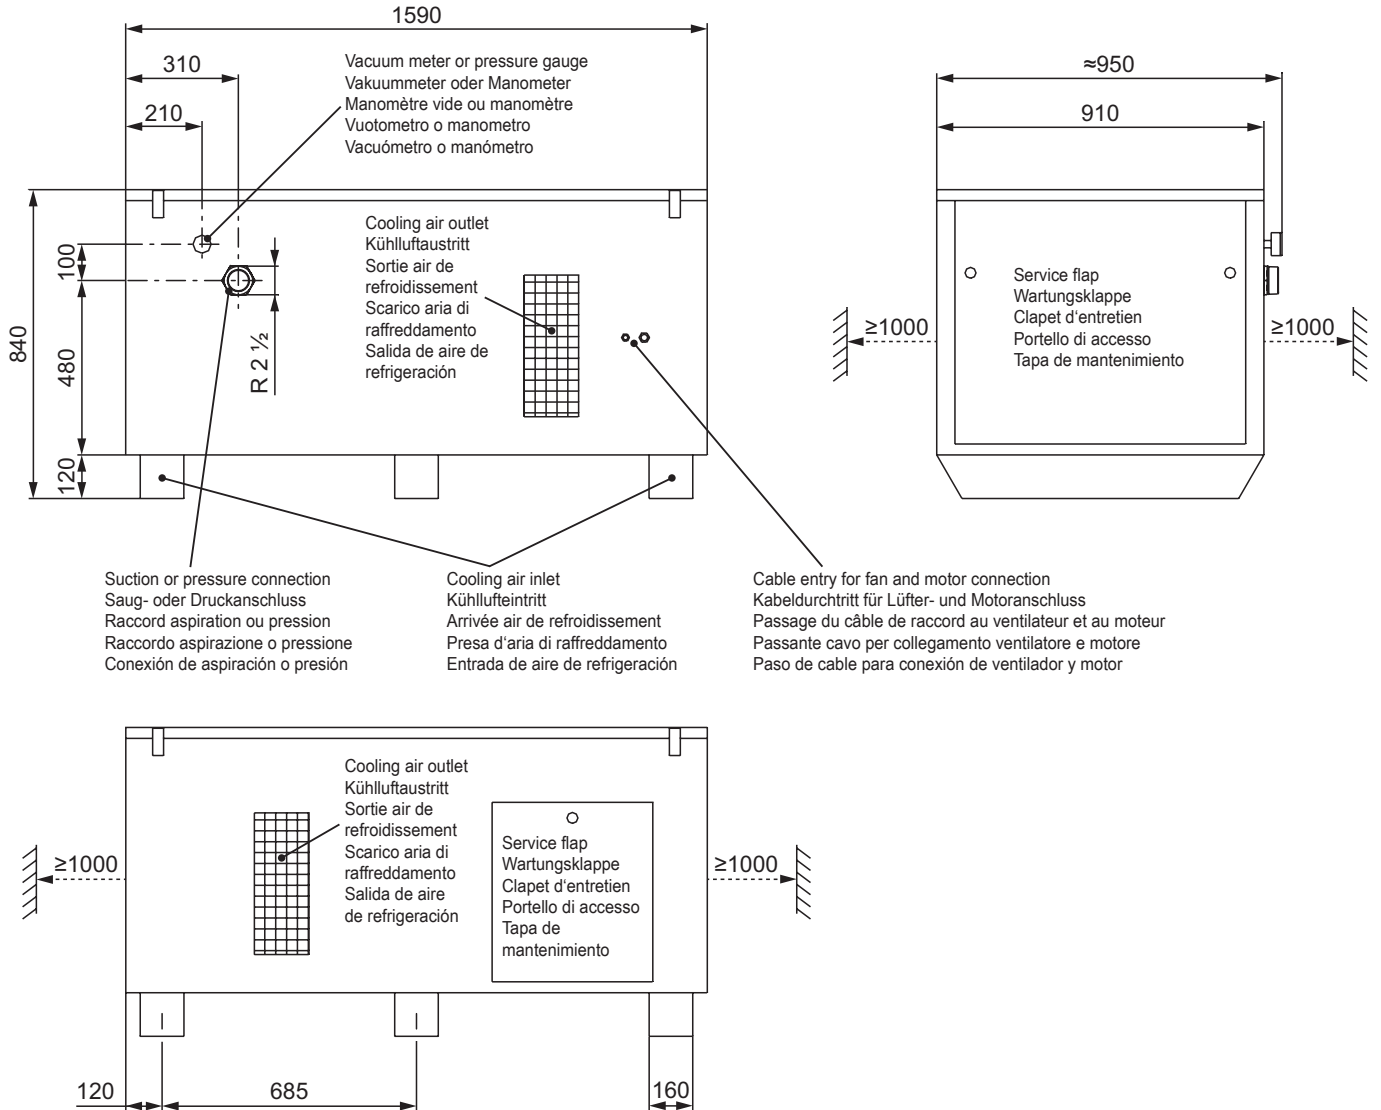 1590
310
210
Vacuum meter or pressure gauge
Vakuummeter oder Manometer
Manomètre vide ou manomètre
Vuotometro o manometro
Vacuómetro o manómetro
≈950
910
840
100
480
120
R 2 ½
Cooling air outlet
Kühlluftaustritt
Sortie air de
refroidissement
Scarico aria di
raffreddamento
Salida de aire de
refrigeración
≥1000
Service flap
Wartungsklappe
Clapet d‘entretien
Portello di accesso
Tapa de mantenimiento
≥1000
Suction or pressure connection
Saug- oder Druckanschluss
Raccord aspiration ou pression
Raccordo aspirazione o pressione
Conexión de aspiración o presión
Cooling air inlet
Kühllufteintritt
Arrivée air de refroidissement
Presa d‘aria di raffreddamento
Entrada de aire de refrigeración
Cable entry for fan and motor connection
Kabeldurchtritt für Lüfter- und Motoranschluss
Passage du câble de raccord au ventilateur et au moteur
Passante cavo per collegamento ventilatore e motore
Paso de cable para conexión de ventilador y motor
≥1000
Cooling air outlet
Kühlluftaustritt
Sortie air de
refroidissement
Scarico aria di
raffreddamento
Salida de aire
de refrigeración
Service flap
Wartungsklappe
Clapet d‘entretien
Portello di accesso
Tapa de
mantenimiento
≥1000
120
685
160